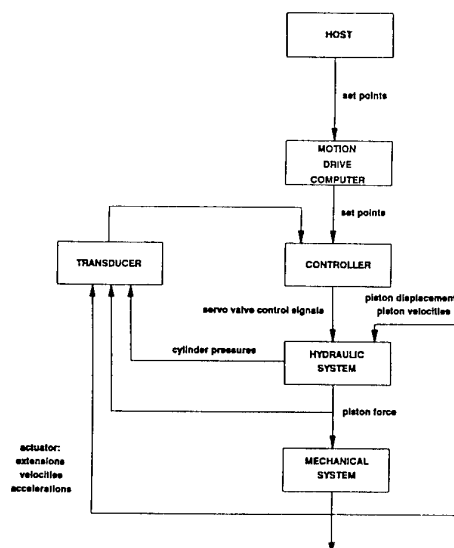 HOST
set points
MOTION
DRIVE
COMPUTER
set points
TRANSDUCER
CONTROLLER
servo valve control signals
piston displacement
piston velocities
cylinder pressures
HYDRAULIC
SYSTEM
piston force
actuator:
extensions
velocities
accelerations
MECHANICAL
SYSTEM